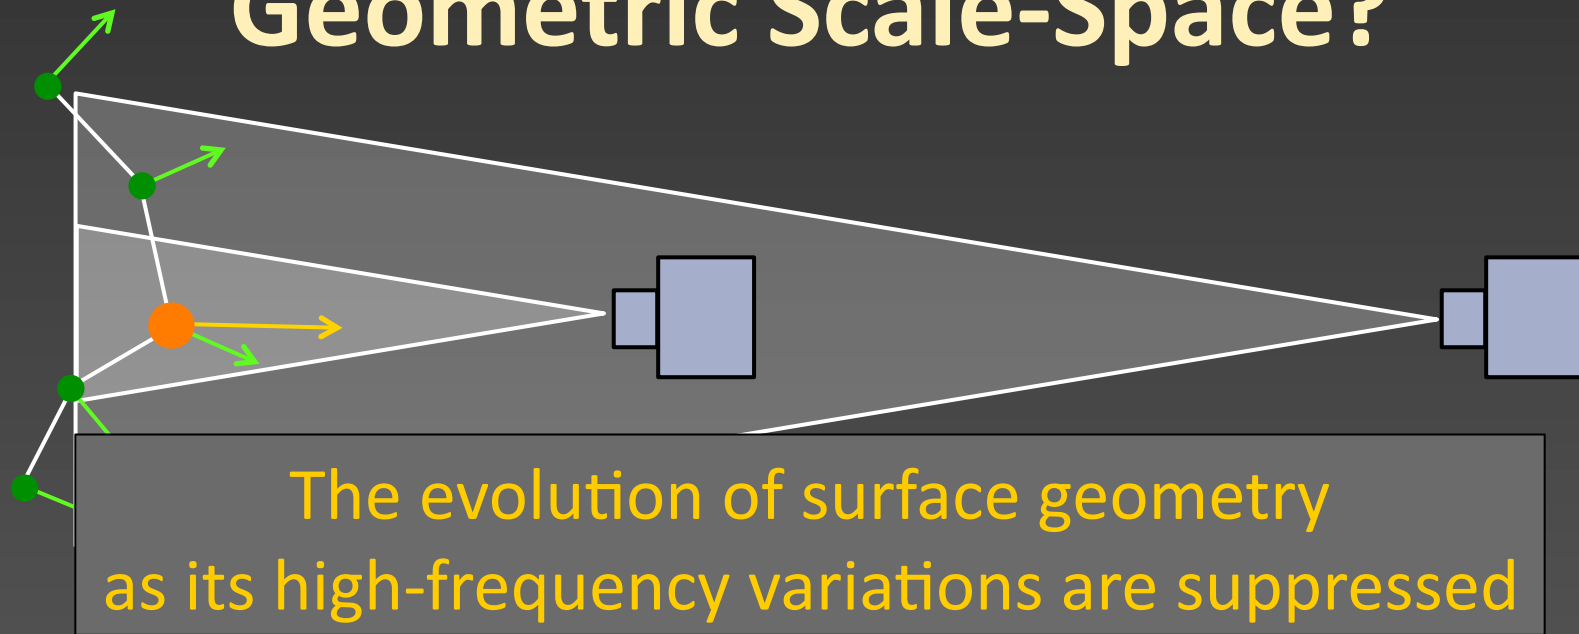 Geometric Scale-Space?
The evolution of surface geometry
as its high-frequency variations are suppressed